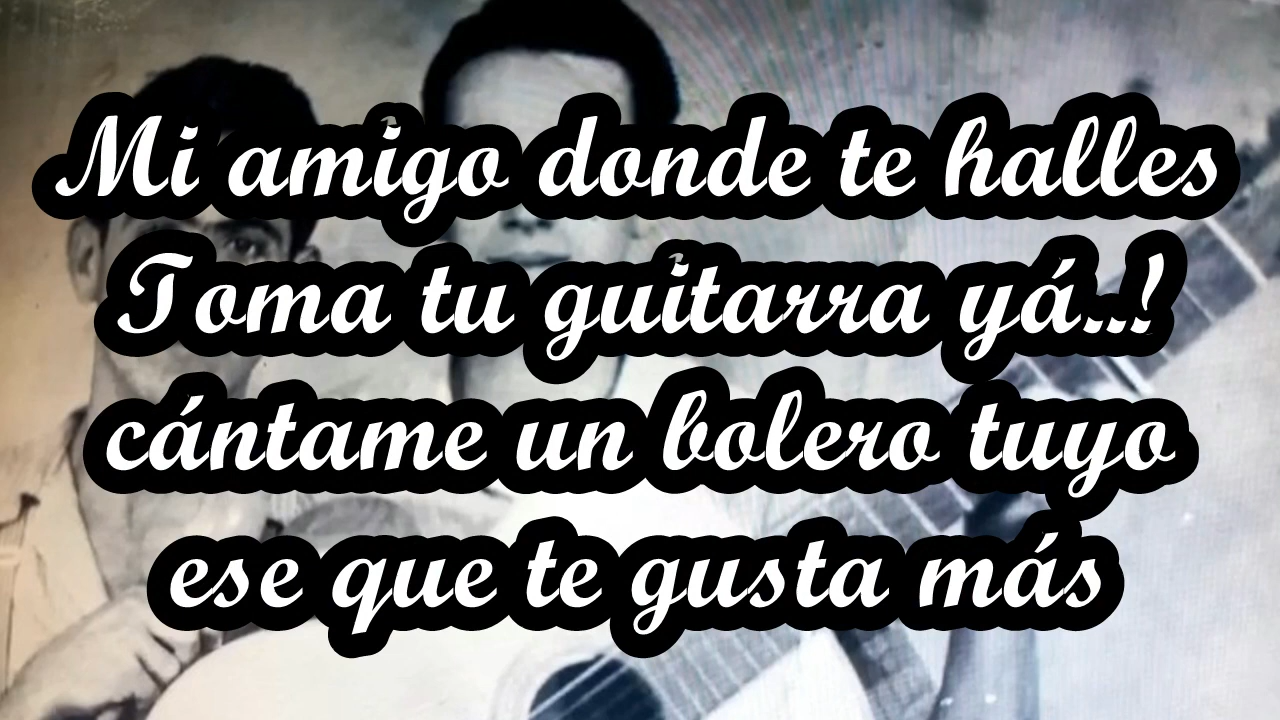 Mi amigo donde te halles
Toma tu guitarra yá...!
cántame un bolero tuyo
ese que te gusta más